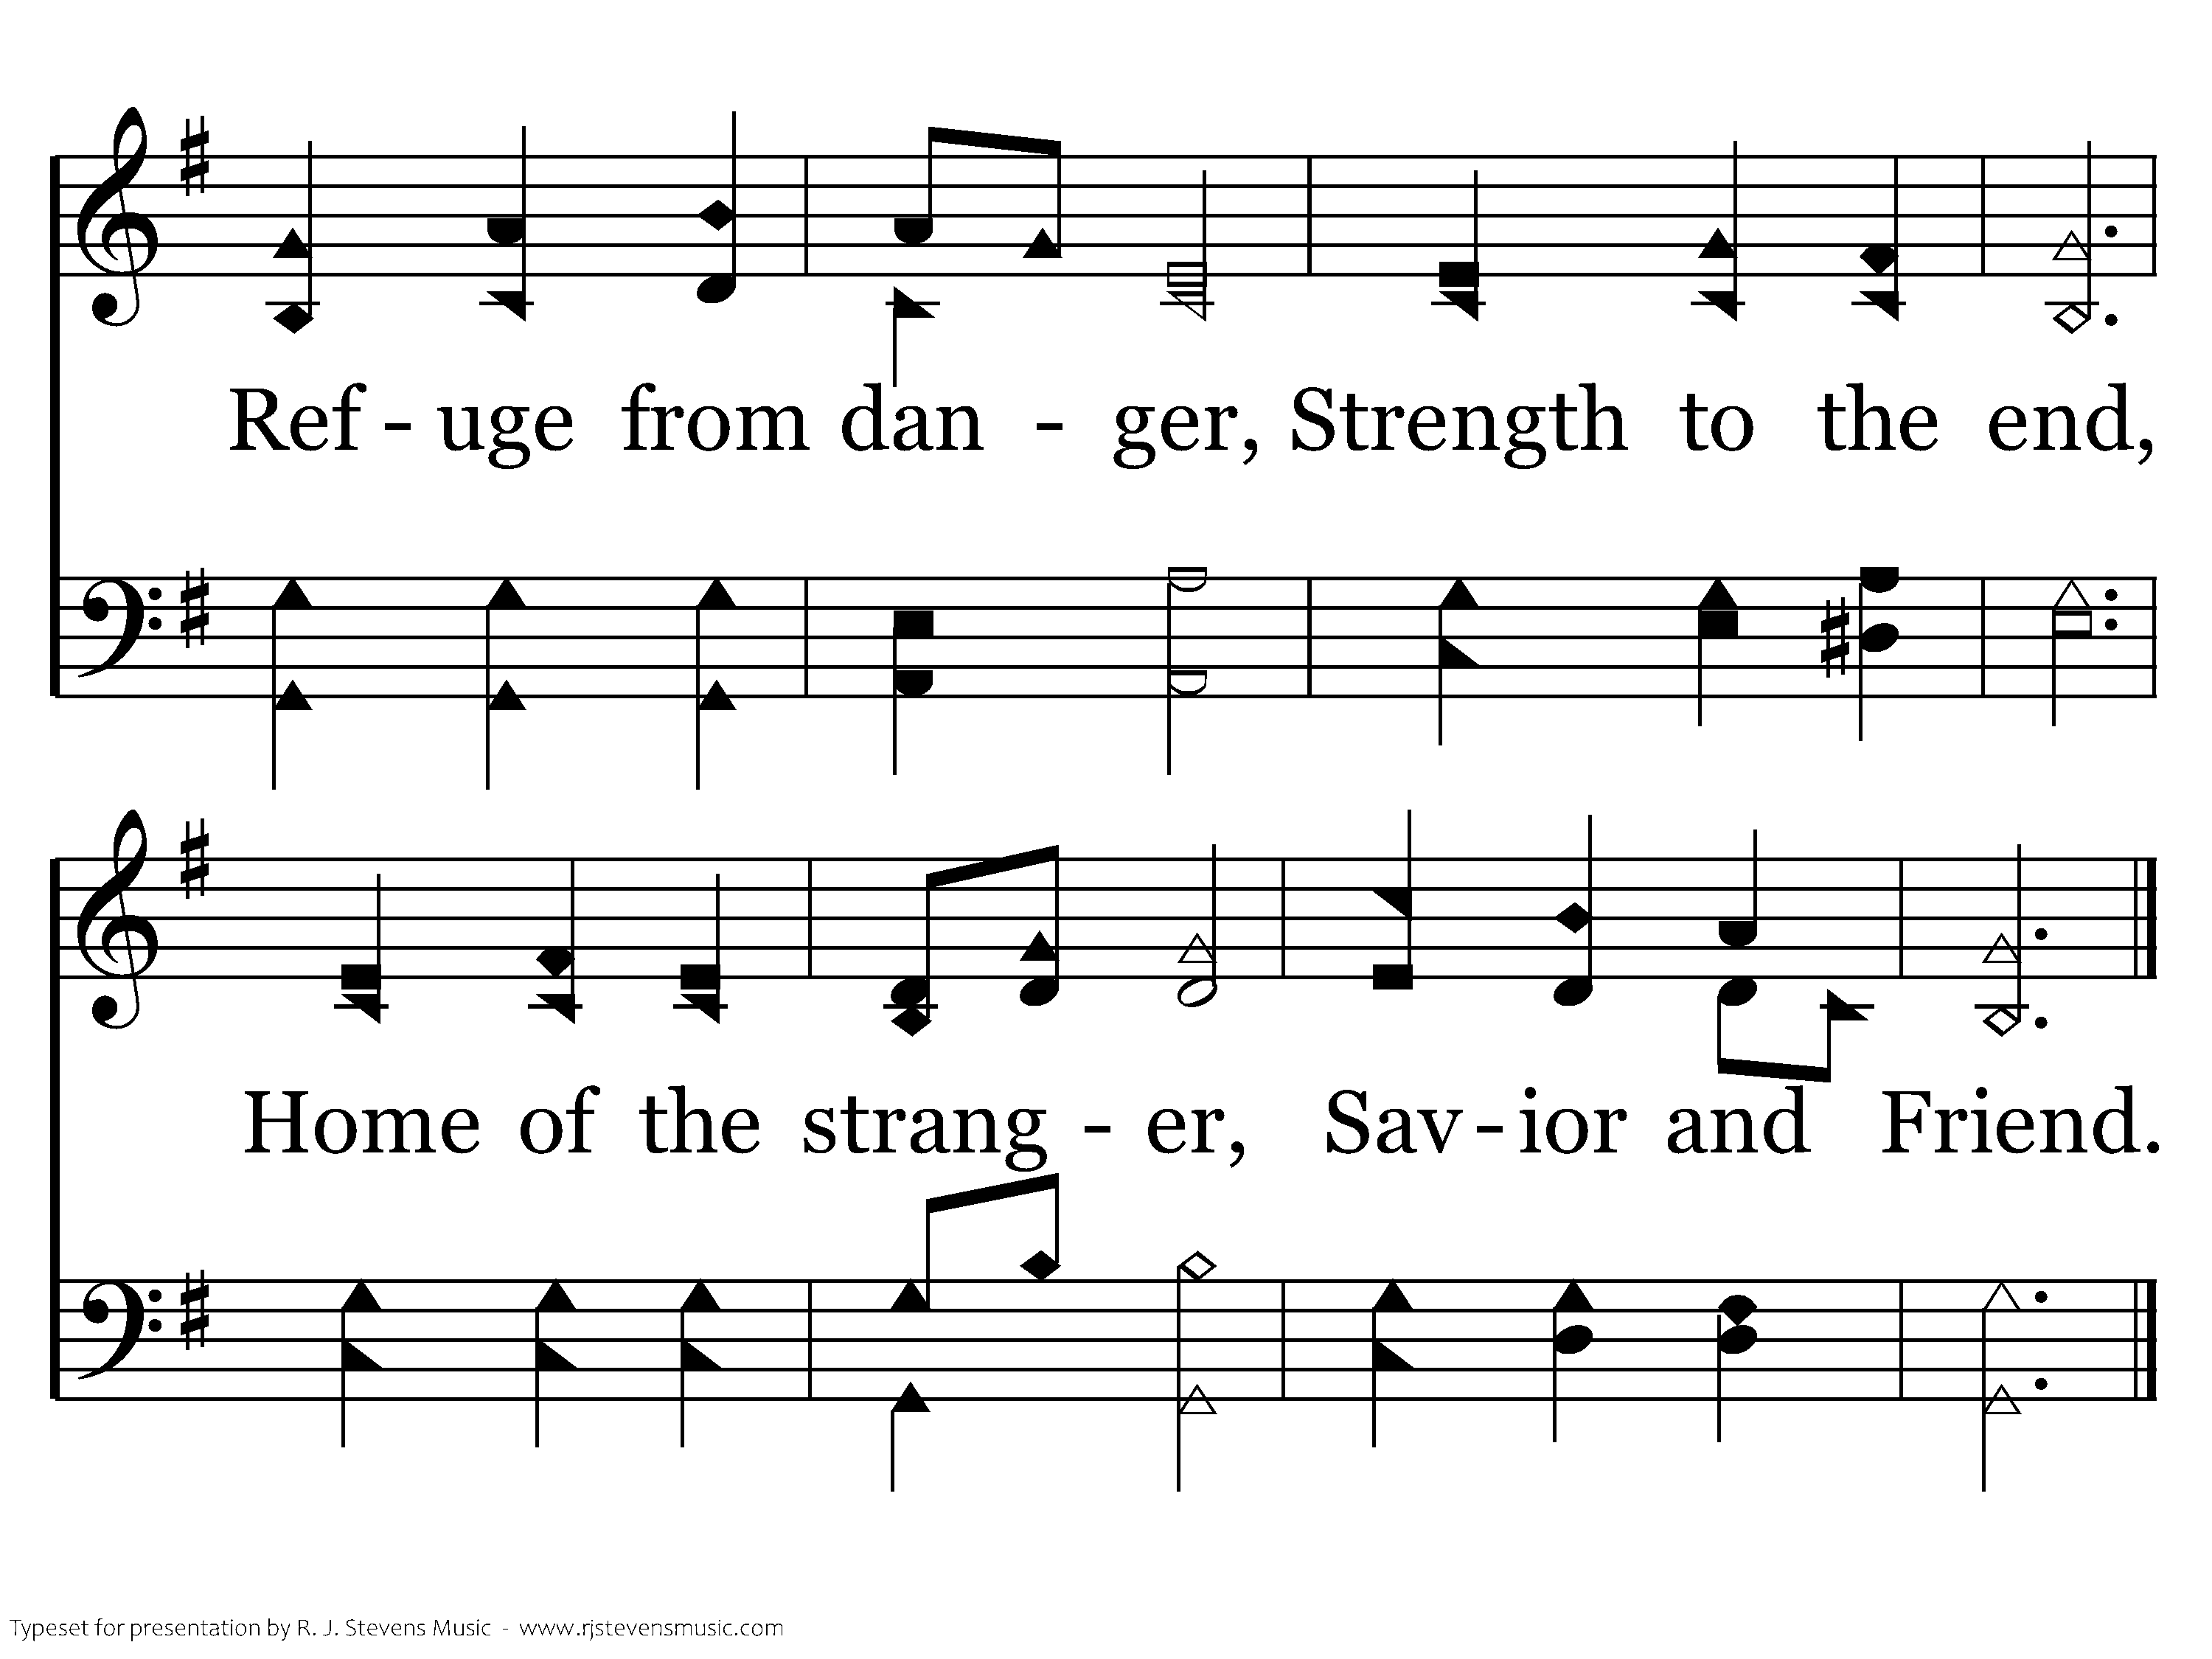 Ref - uge from dan - ger, Strength to the end,
Home of the strang - er, Sav - ior and Friend.
Typeset for presentation by R. J. Stevens Music - www.rjstevensmusic.com